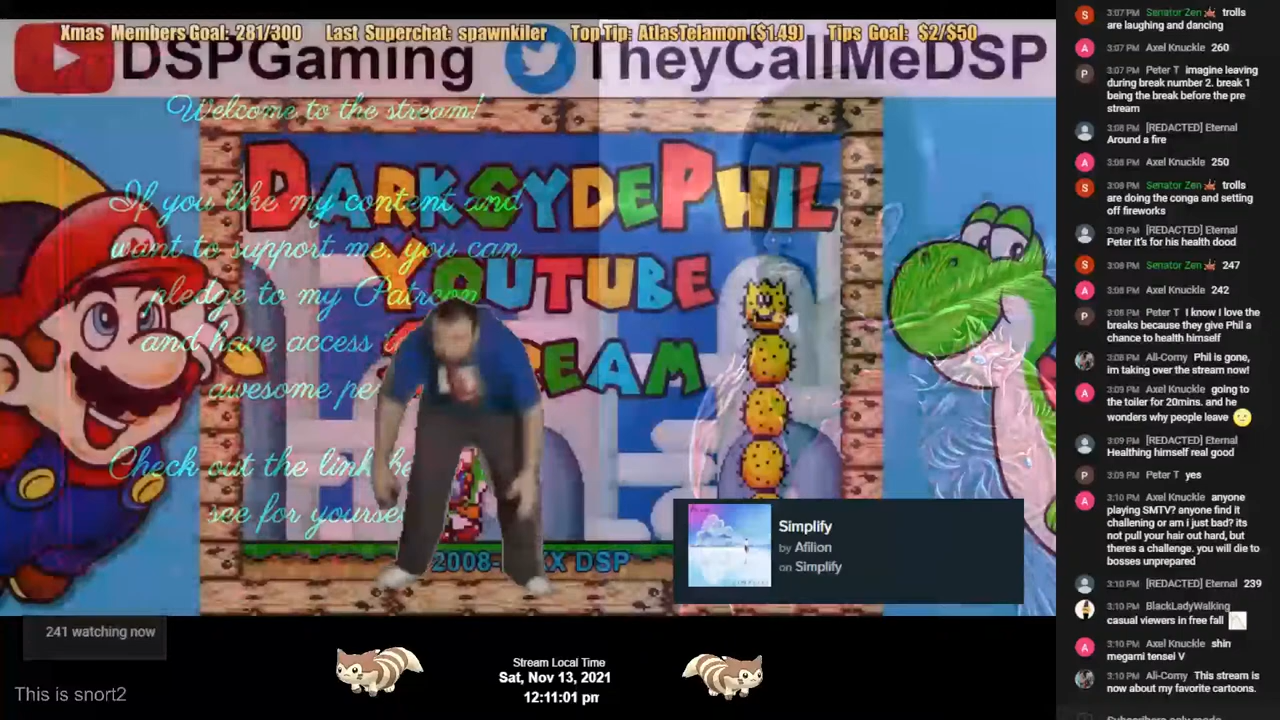 Xmas Members Goal: 281/300 Last Superchat: spawnkiler Top Tip: AtlasTelamon ($1.49) Tips Goal: $2/$50
DSPGaming TheyCallMeDSP
Welcome to the stream!
DARKSYDEPHIL
If you like my content and
want to support me, you can
YOUTUBE
pledge to my Patreon
and have access
EAM
awesome pe
Check out the link be
for yourse
2008- X DSP
Simplify
by Afilion
on Simplify
241 watching now
This is snort2
Stream Local Time
Sat, Nov 13, 2021
12:11:01 pm
3:07 PM Senator Zen trolls
are laughing and dancing
3:07 PM Axel Knuckle 260
3:07 PM Peter T imagine leaving
during break number 2. break 1
being the break before the pre
stream
3:08 PM [REDACTED] Eternal
Around a fire
3:08 PM Axel Knuckle 250
3:08 PM Senator Zen trolls
are doing the conga and setting
off fireworks
3:08 PM [REDACTED] Eternal
Peter it's for his health dood
3:08 PM Senator Zen 247
3:08 PM Axel Knuckle 242
3:08 PM Peter T I know I love the
breaks because they give Phil a
chance to health himself
3:08 PM Ali-Corny Phil is gone,
im taking over the stream now!
3:09 PM Axel Knuckle going to
the toiler for 20mins. and he
wonders why people leave
3:09 PM [REDACTED] Eternal
Healthing himself real good
3:09 PM Peter T yes
3:10 PM Axel Knuckle anyone
playing SMTV? anyone find it
challening or am i just bad? its
not pull your hair out hard, but
theres a challenge. you will die to
bosses unprepared
3:10 PM [REDACTED] Eternal 239
3:10 PM BlackLadyWalking
casual viewers in free fall
3:10 PM Axel Knuckle shin
megami tensei V
3:10 PM Ali-Corny This stream is
now about my favorite cartoons.